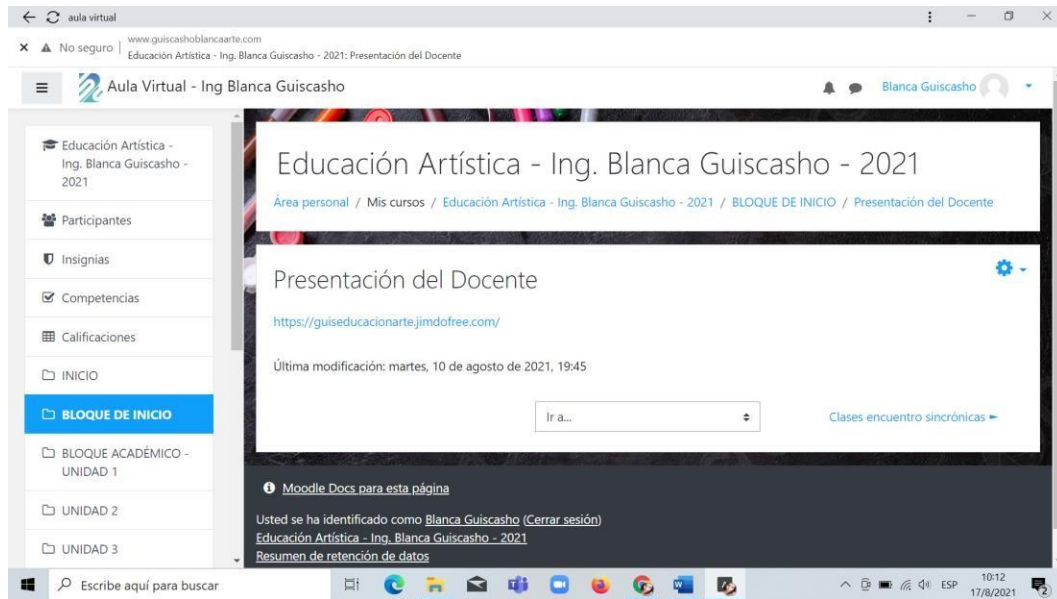 aula virtual
No seguro
www.guiscashoblancaarte.com
Educación Artística - Ing. Blanca Guiscasho - 2021: Presentación del Docente
Aula Virtual - Ing Blanca Guiscasho
Blanca Guiscasho
Educación Artística -
Ing. Blanca Guiscasho -
2021
Participantes
Insignias
Competencias
Calificaciones
INICIO
BLOQUE DE INICIO
BLOQUE ACADÉMICO -
UNIDAD 1
UNIDAD 2
UNIDAD 3
Educación Artística - Ing. Blanca Guiscasho - 2021
Área personal / Mis cursos / Educación Artística - Ing. Blanca Guiscasho - 2021 / BLOQUE DE INICIO / Presentación del Docente
Presentación del Docente
https://guiseducacionarte.jimdofree.com/
Última modificación: martes, 10 de agosto de 2021, 19:45
Ir a...
Clases encuentro sincrónicas ►
Moodle Docs para esta página
Usted se ha identificado como Blanca Guiscasho (Cerrar sesión)
Educación Artística - Ing. Blanca Guiscasho - 2021
Resumen de retención de datos
Escribe aquí para buscar
ESP
10:12
17/8/2021
2